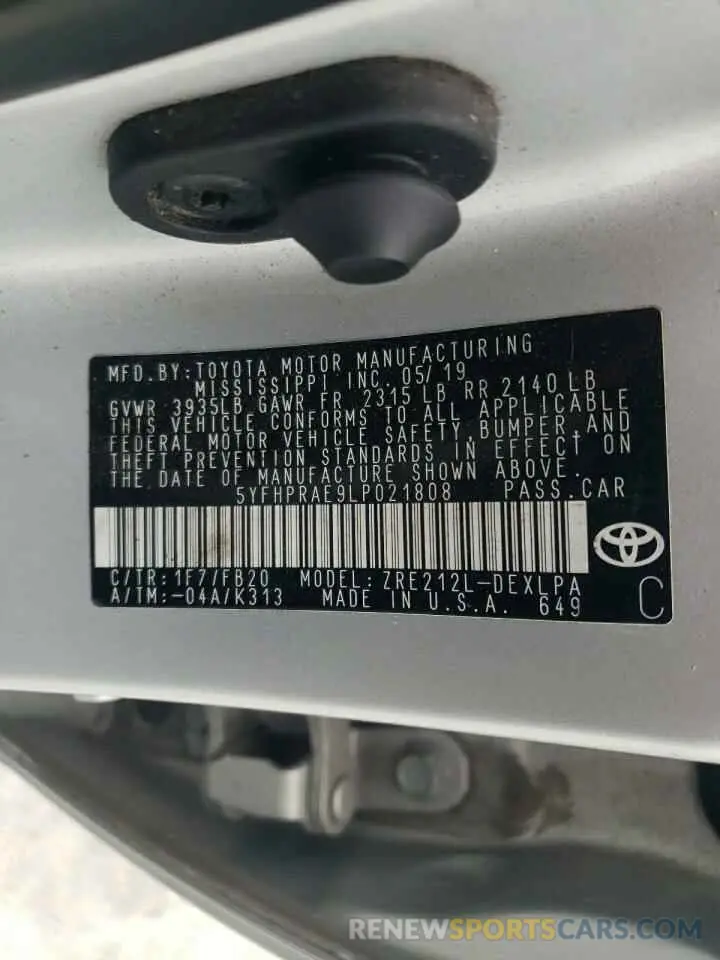 MFD.BY:TOYOTA MOTOR MANUFACTURING
MISSISSIPPI INC.05/19
GVWR 3935LB GAWR FR 2315 LB RR 2140 LB
THIS VEHICLE CONFORMS TO ALL APPLICABLE
FEDERAL MOTOR VEHICLE SAFETY,BUMPER,AND
THEFT PREVENTION STANDARDS IN EFFECT ON
THE DATE OF MANUFACTURE SHOWN ABOVE.
5YFHPRAE9LP021808 PASS.CAR
C/TR:1F7/FB20 MODEL:ZRE212L-DEXLPA
A/TM:-04A/K313 MADE IN U.S.A. 649
C
RENEWSPORTSCARS.COM